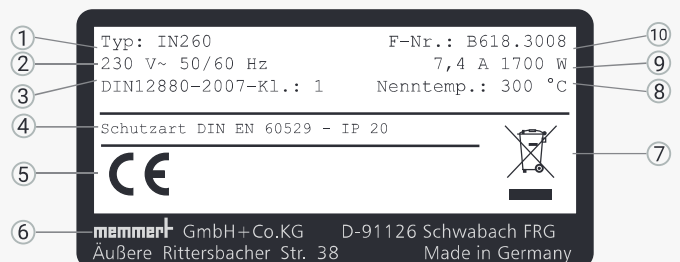 ① Typ: IN260 F-Nr.: B618.3008 ⑩
② 230 V~ 50/60 Hz 7,4 A 1700 W ⑨
③ DIN12880-2007-Kl.: 1 Nenntemp.: 300 °C ⑧
④ Schutzart DIN EN 60529 - IP 20
⑤ CE ⑦
⑥ memmert GmbH+Co.KG D-91126 Schwabach FRG
Äußere Rittersbacher Str. 38 Made in Germany